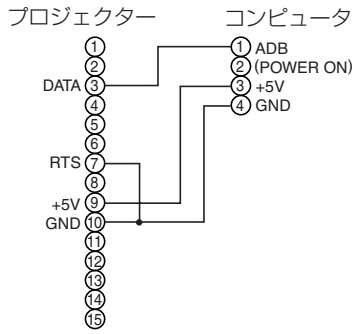 プロジェクター
コンピュータ
1
2
DATA 3
4
5
6
RTS 7
8
+5V 9
GND 10
11
12
13
14
15
1 ADB
2 (POWER ON)
3 +5V
4 GND